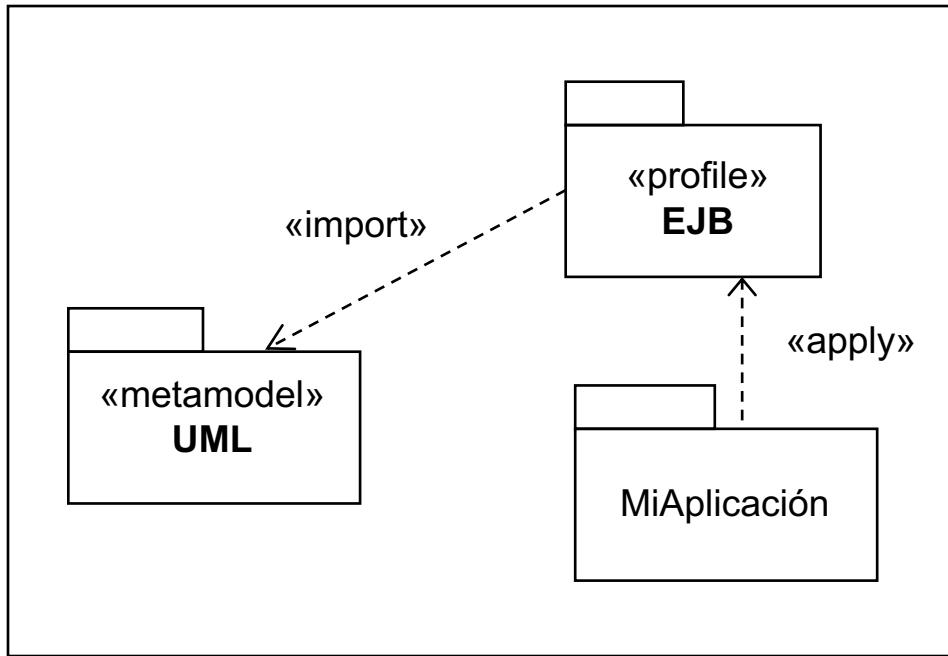 «profile»
EJB
«import»
«apply»
«metamodel»
UML
MiAplicación